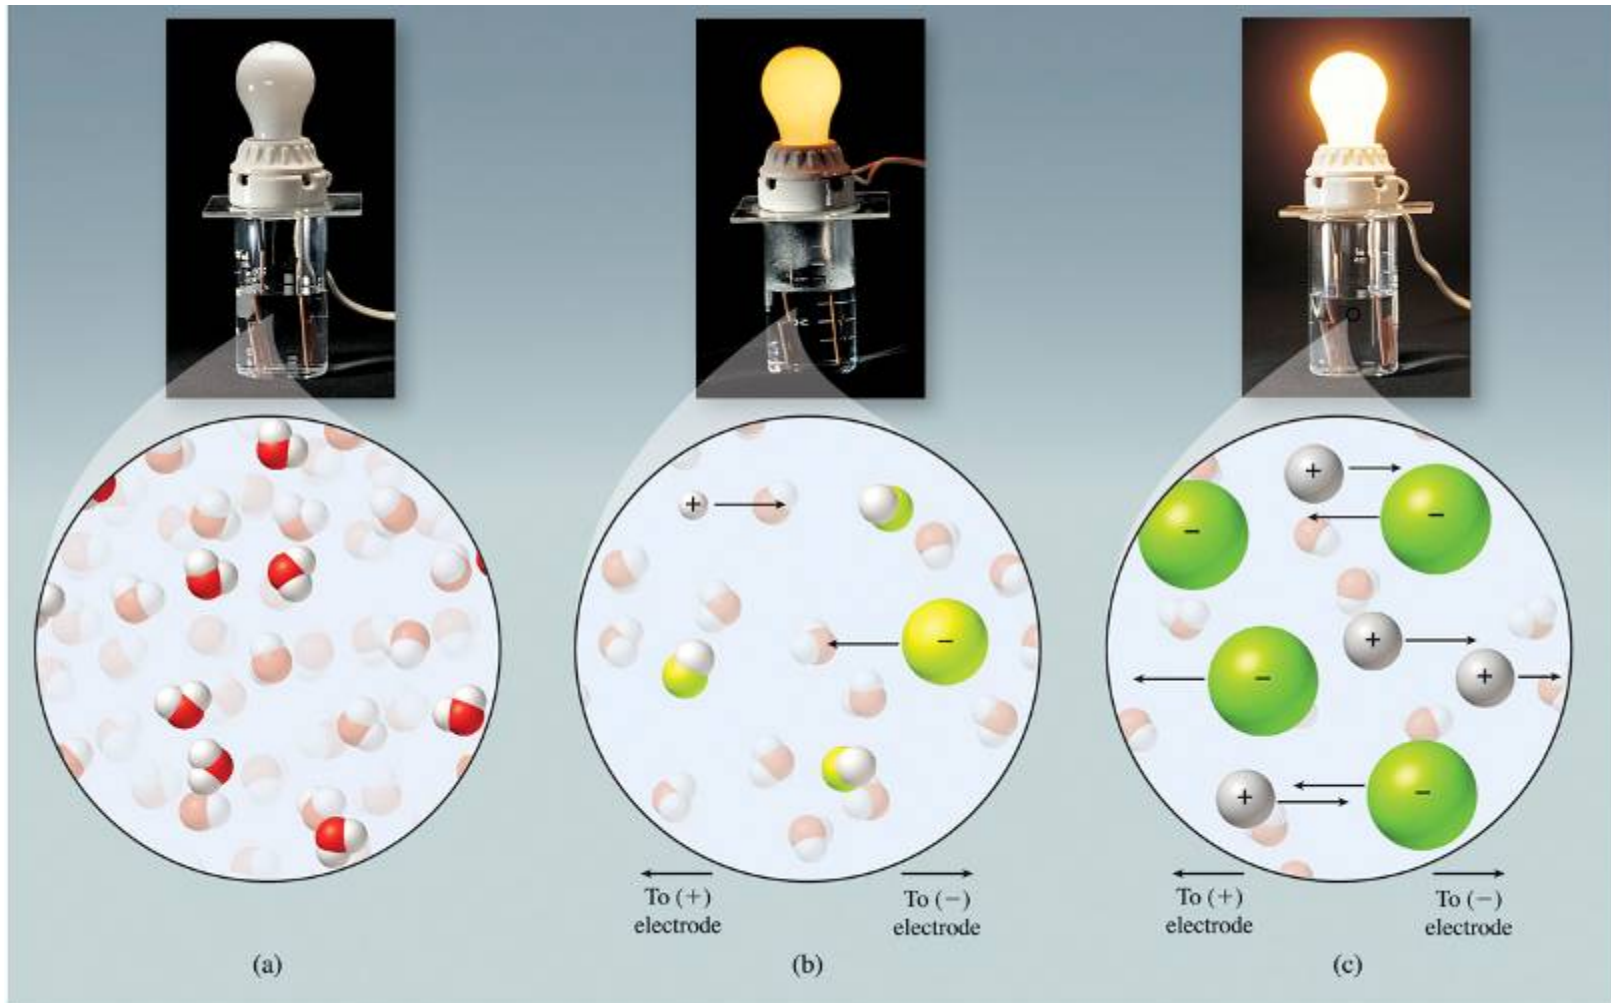 +
−
−
+
−
−
+
−
+
+
−
To (+)
electrode
To (−)
electrode
To (+)
electrode
To (−)
electrode
(a)
(b)
(c)